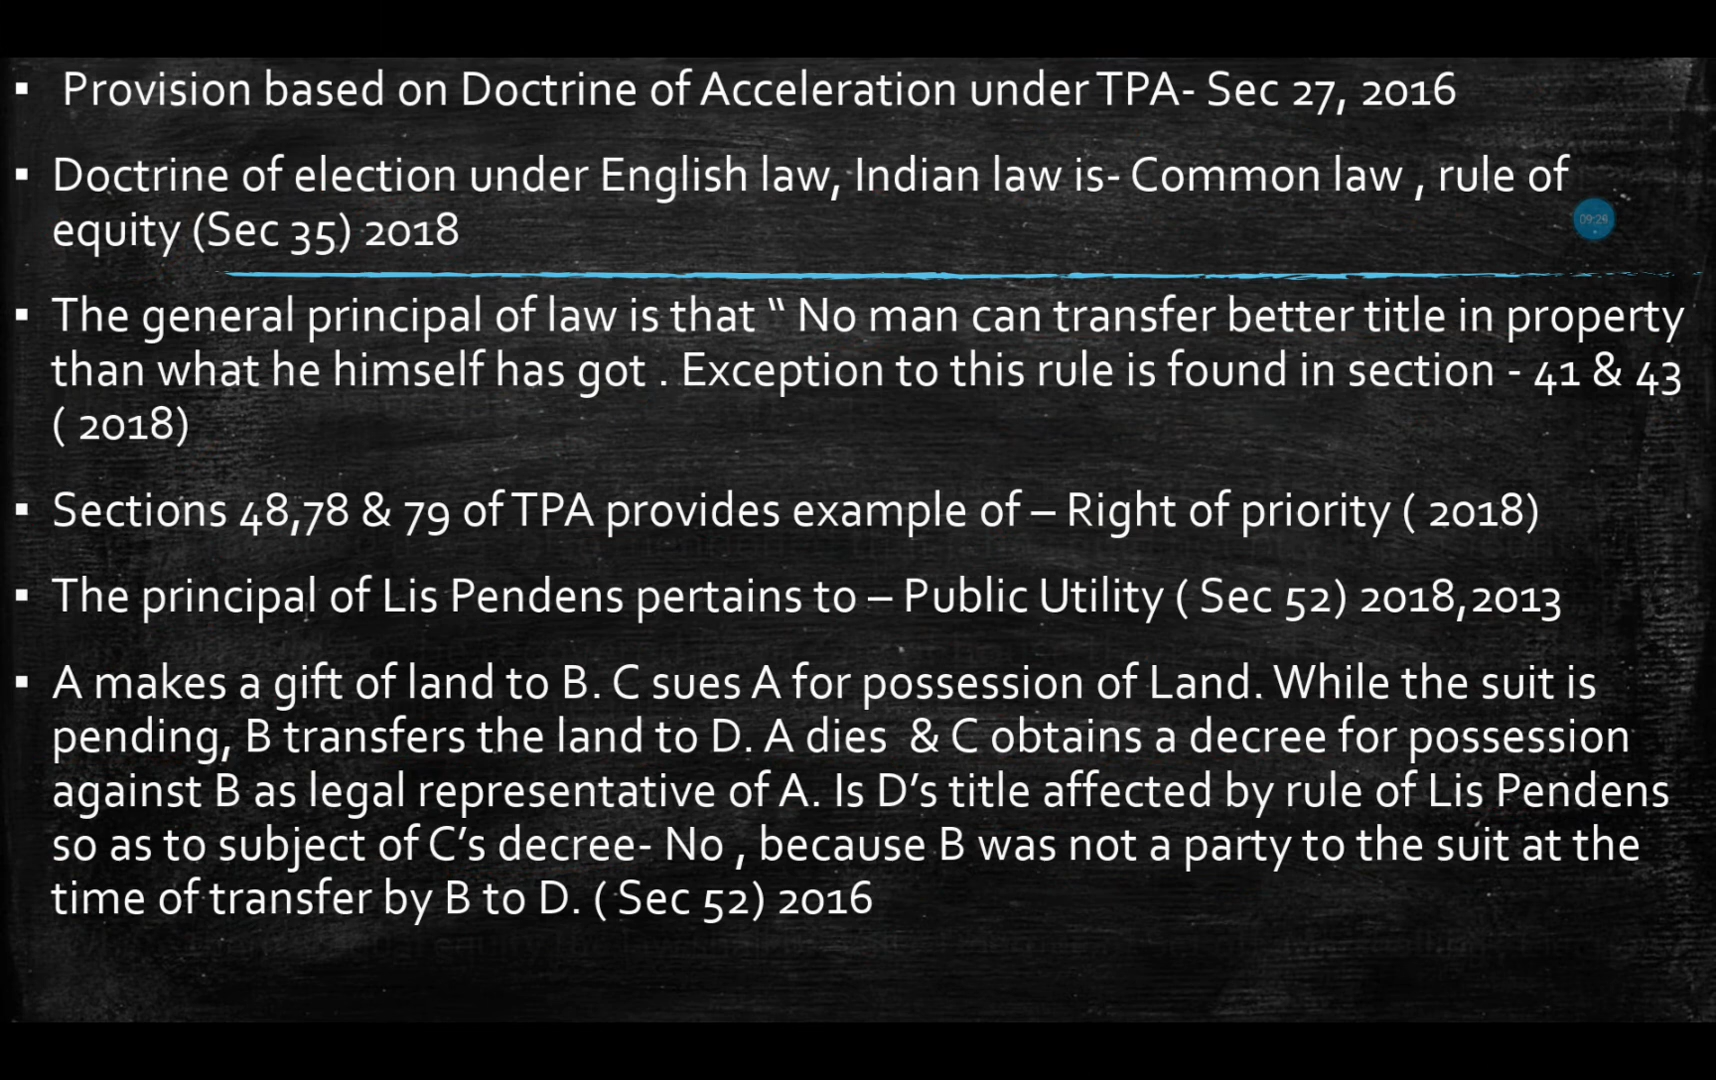 ▪ Provision based on Doctrine of Acceleration under TPA- Sec 27, 2016
▪ Doctrine of election under English law, Indian law is- Common law , rule of
equity (Sec 35) 2018
09:29
▪ The general principal of law is that “ No man can transfer better title in property
than what he himself has got . Exception to this rule is found in section - 41 & 43
( 2018)
▪ Sections 48,78 & 79 of TPA provides example of – Right of priority ( 2018)
▪ The principal of Lis Pendens pertains to – Public Utility ( Sec 52) 2018,2013
▪ A makes a gift of land to B. C sues A for possession of Land. While the suit is
pending, B transfers the land to D. A dies & C obtains a decree for possession
against B as legal representative of A. Is D’s title affected by rule of Lis Pendens
so as to subject of C’s decree- No , because B was not a party to the suit at the
time of transfer by B to D. ( Sec 52) 2016